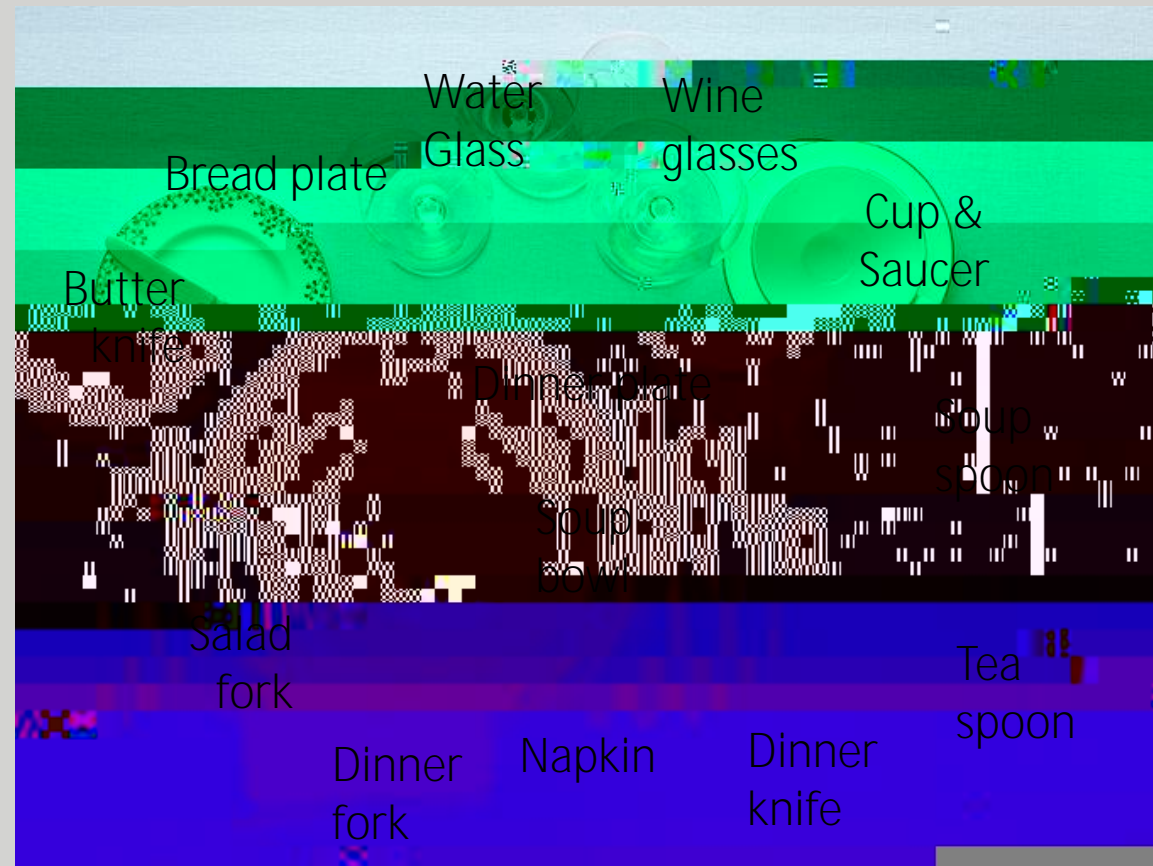 Water
Glass
Wine
glasses
Bread plate
Cup &
Saucer
Butter
knife
Dinner plate
Soup
spoon
Soup
bowl
Salad
fork
Tea
spoon
Dinner
fork
Napkin
Dinner
knife